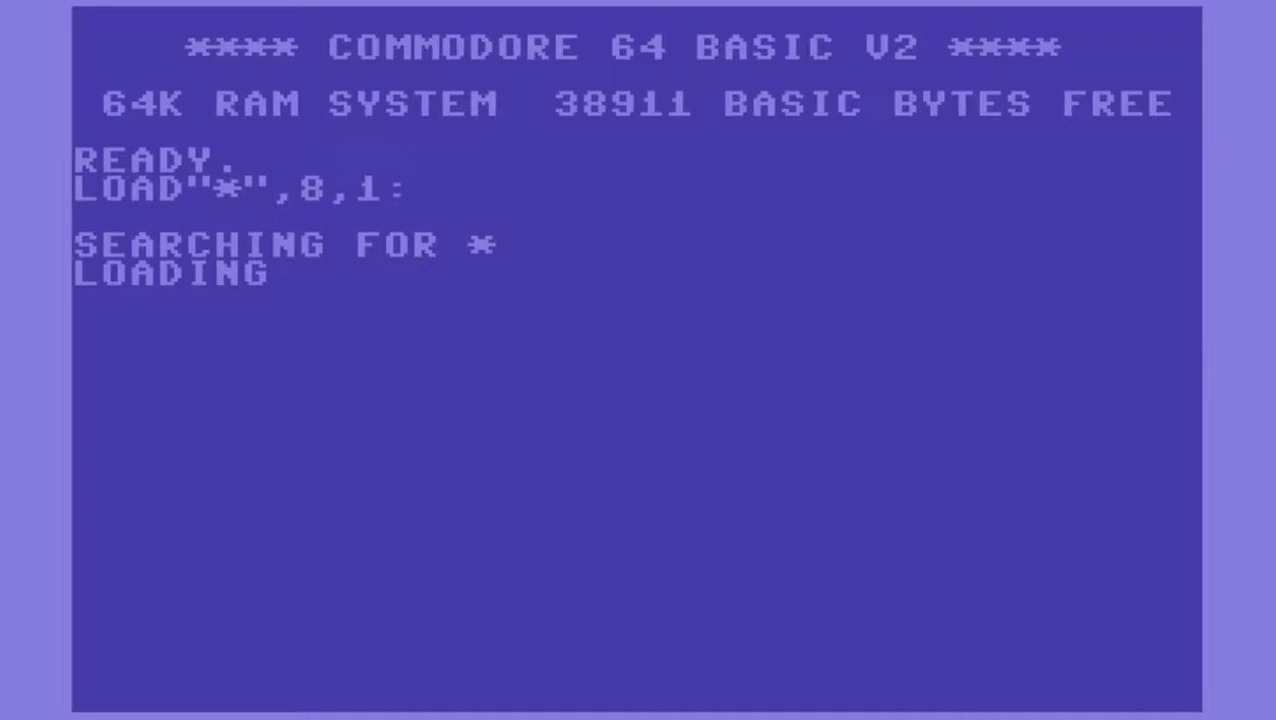 **** COMMODORE 64 BASIC V2 ****
64K RAM SYSTEM  38911 BASIC BYTES FREE
READY.
LOAD"*",8,1:
SEARCHING FOR *
LOADING